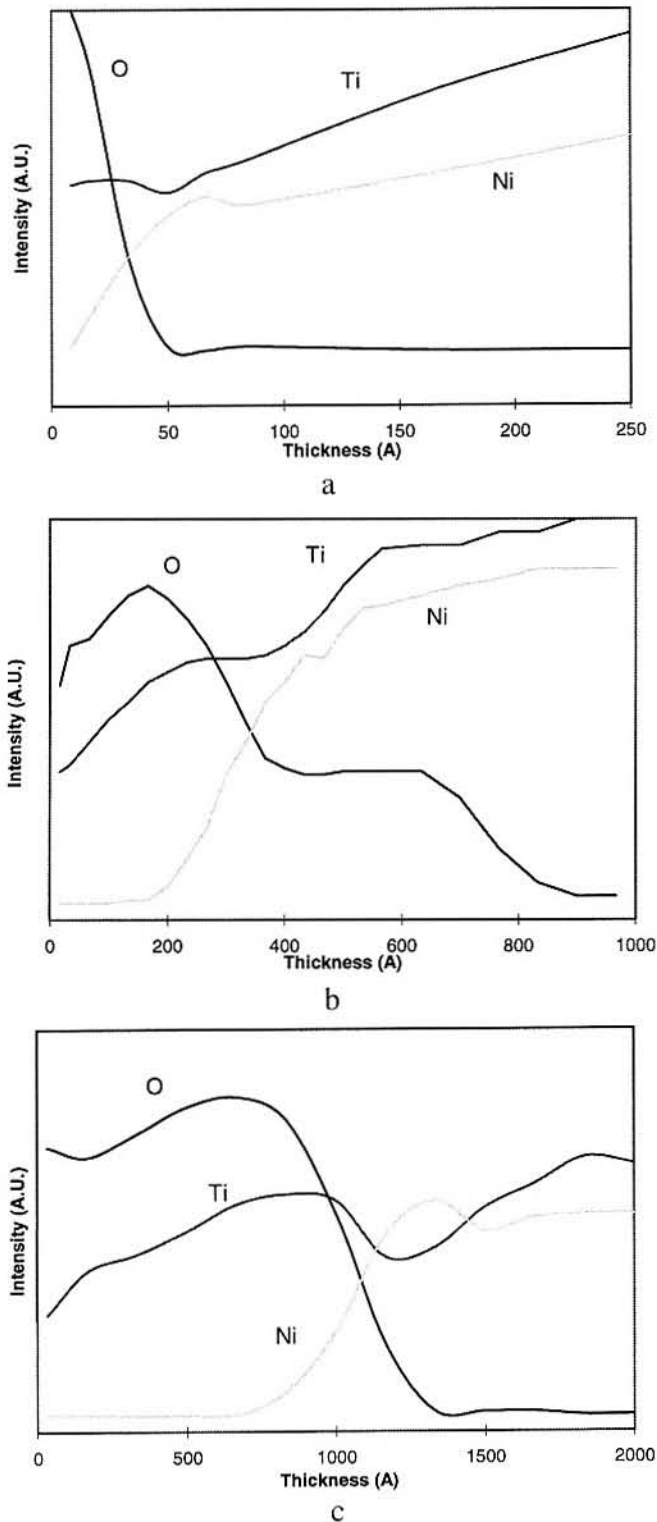 O
Ti
Ni
Intensity (A.U.)
0 50 100 150 200 250
Thickness (A)
a
O
Ti
Ni
Intensity (A.U.)
0 200 400 600 800 1000
Thickness (A)
b
O
Ti
Ni
Intensity (A.U.)
0 500 1000 1500 2000
Thickness (A)
c